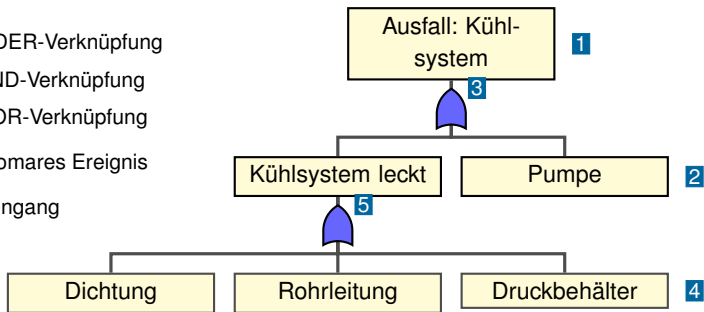 DER-Verknüpfung
ND-Verknüpfung
OR-Verknüpfung
omares Ereignis
ngang
Ausfall: Kühl-
system
1
3
Kühlsystem leckt
Pumpe
2
5
Dichtung
Rohrleitung
Druckbehälter
4